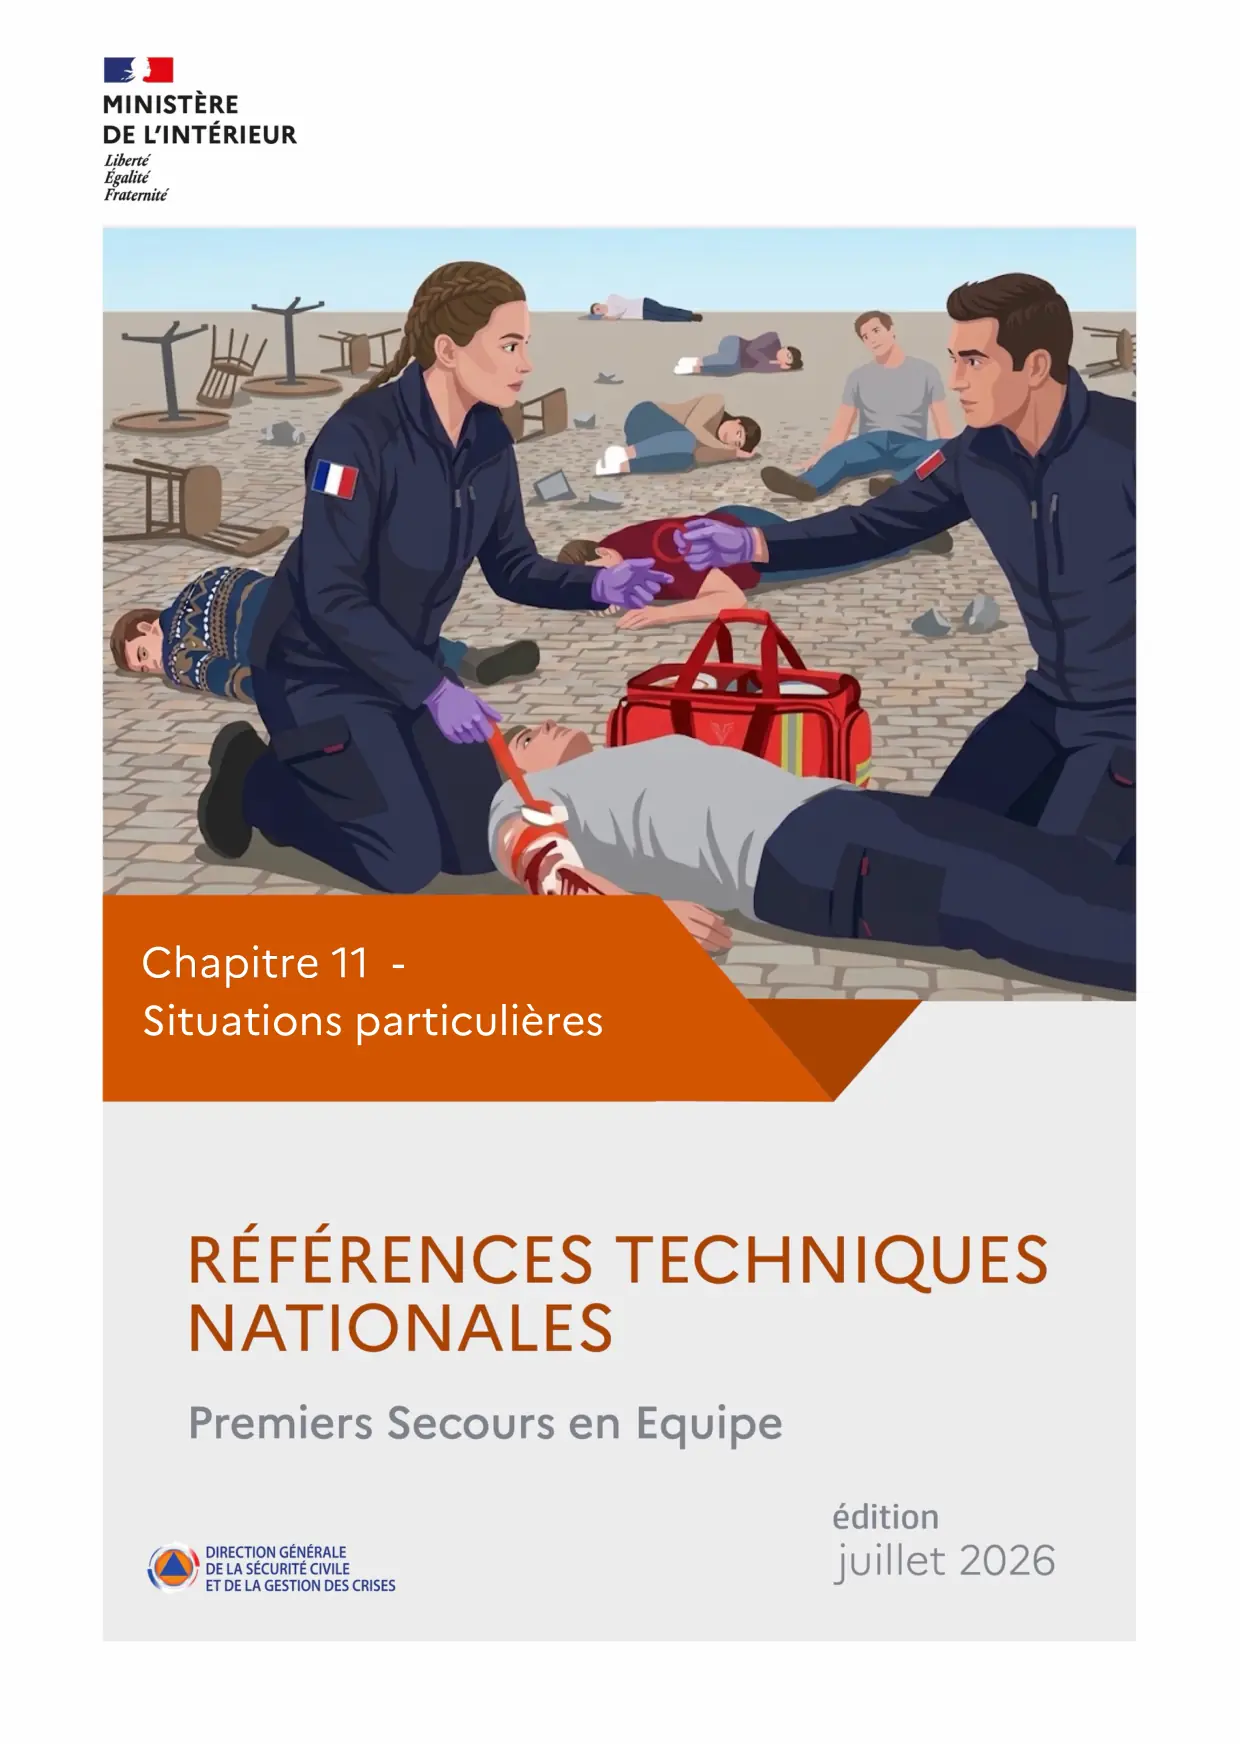 MINISTÈRE
DE L'INTÉRIEUR
Liberté
Égalité
Fraternité
Chapitre 11 -
Situations particulières
RÉFÉRENCES TECHNIQUES
NATIONALES
Premiers Secours en Equipe
édition
juillet 2026
DIRECTION GÉNÉRALE
DE LA SÉCURITÉ CIVILE
ET DE LA GESTION DES CRISES